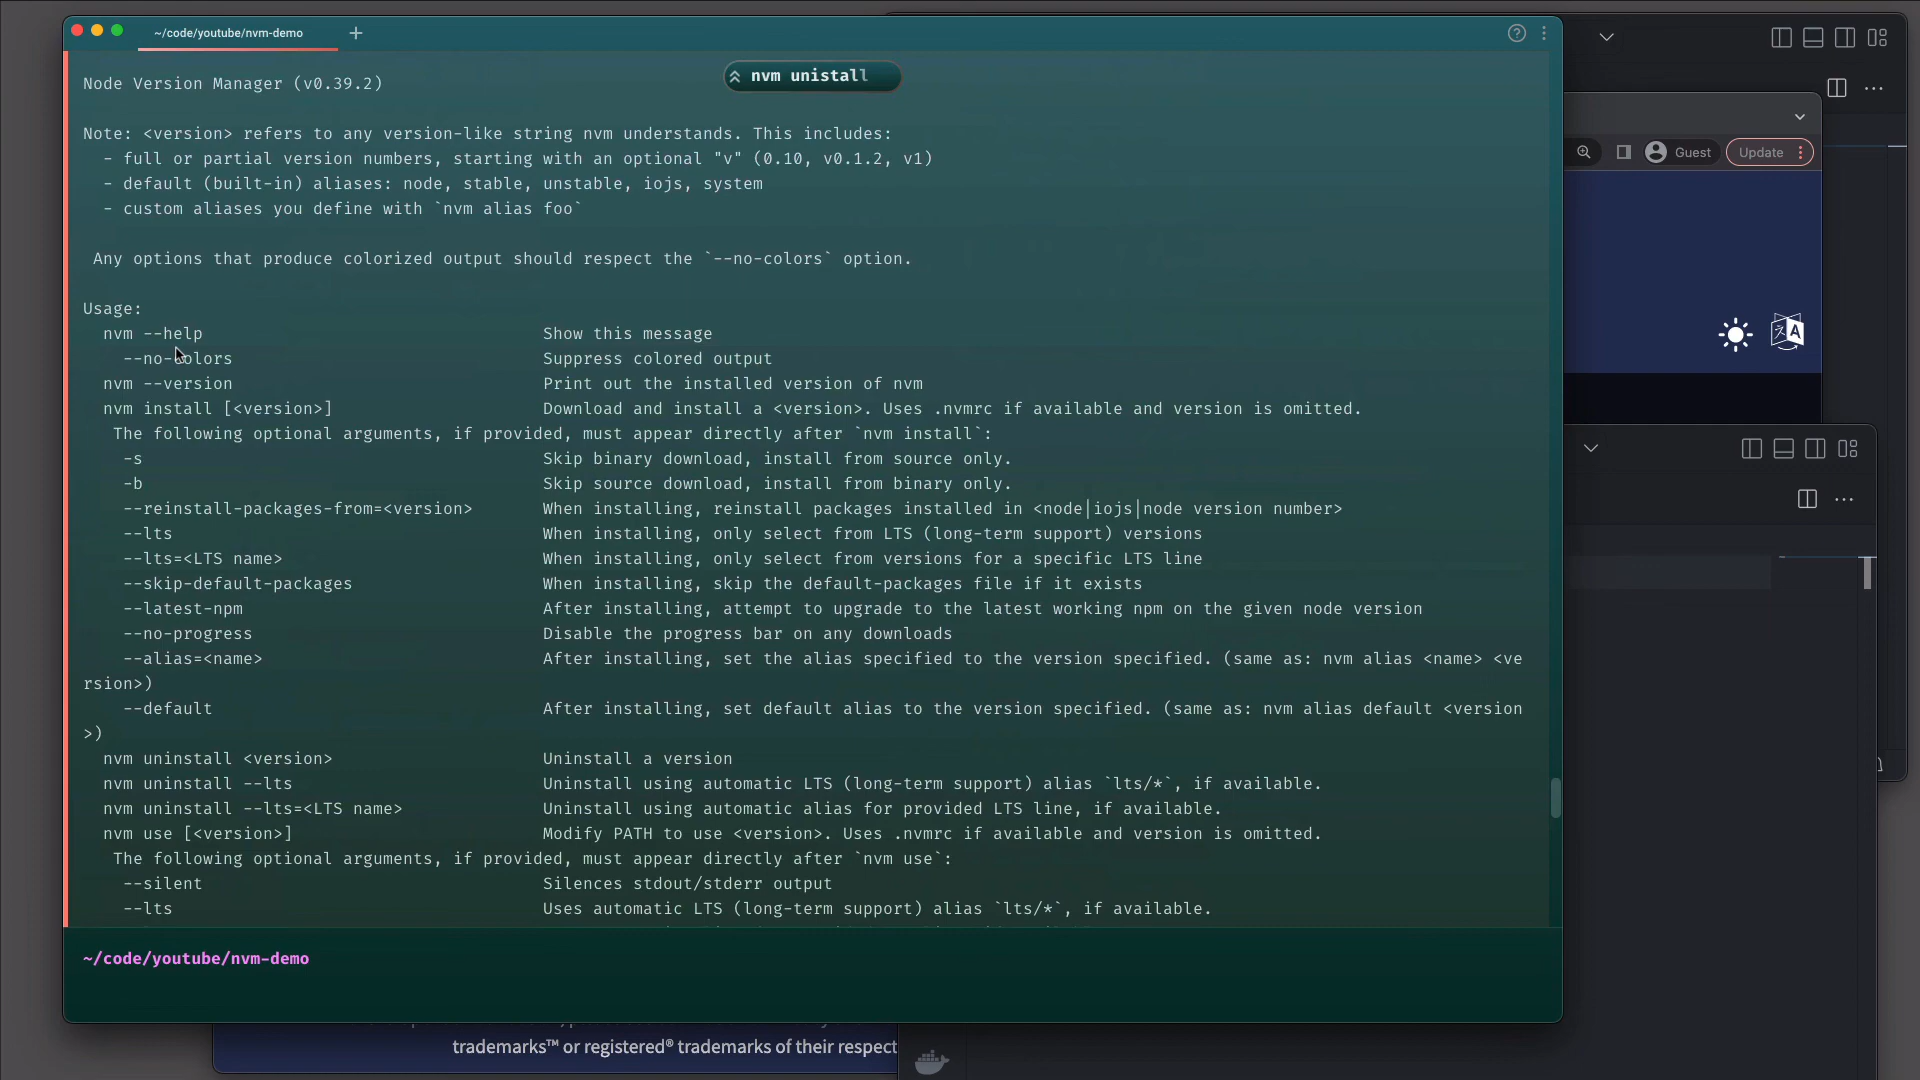 ~/code/youtube/nvm-demo
nvm unistall
Node Version Manager (v0.39.2)
Note: <version> refers to any version-like string nvm understands. This includes:
- full or partial version numbers, starting with an optional "v" (0.10, v0.1.2, v1)
- default (built-in) aliases: node, stable, unstable, iojs, system
- custom aliases you define with `nvm alias foo`
Any options that produce colorized output should respect the `--no-colors` option.
Usage:
nvm --help Show this message
--no-colors Suppress colored output
nvm --version Print out the installed version of nvm
nvm install [<version>] Download and install a <version>. Uses .nvmrc if available and version is omitted.
The following optional arguments, if provided, must appear directly after `nvm install`:
-s Skip binary download, install from source only.
-b Skip source download, install from binary only.
--reinstall-packages-from=<version> When installing, reinstall packages installed in <node|iojs|node version number>
--lts When installing, only select from LTS (long-term support) versions
--lts=<LTS name> When installing, only select from versions for a specific LTS line
--skip-default-packages When installing, skip the default-packages file if it exists
--latest-npm After installing, attempt to upgrade to the latest working npm on the given node version
--no-progress Disable the progress bar on any downloads
--alias=<name> After installing, set the alias specified to the version specified. (same as: nvm alias <name> <ve
rsion>)
--default After installing, set default alias to the version specified. (same as: nvm alias default <version
>)
nvm uninstall <version> Uninstall a version
nvm uninstall --lts Uninstall using automatic LTS (long-term support) alias `lts/*`, if available.
nvm uninstall --lts=<LTS name> Uninstall using automatic alias for provided LTS line, if available.
nvm use [<version>] Modify PATH to use <version>. Uses .nvmrc if available and version is omitted.
The following optional arguments, if provided, must appear directly after `nvm use`:
--silent Silences stdout/stderr output
--lts Uses automatic LTS (long-term support) alias `lts/*`, if available.
~/code/youtube/nvm-demo
Guest
Update
trademarks™ or registered® trademarks of their respect